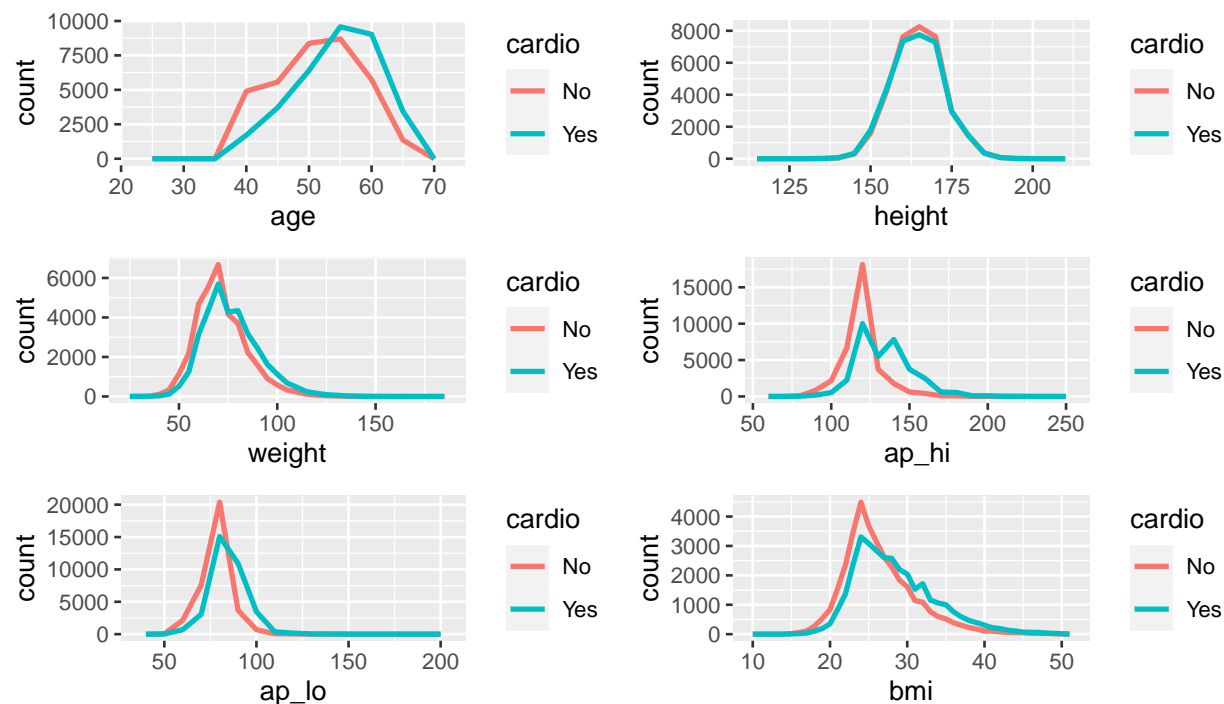 10000
7500
5000
2500
0
count
20 30 40 50 60 70
age
cardio
No
Yes
8000
6000
4000
2000
0
count
125 150 175 200
height
cardio
No
Yes
6000
4000
2000
0
count
50 100 150
weight
cardio
No
Yes
15000
10000
5000
0
count
50 100 150 200 250
ap_hi
cardio
No
Yes
20000
15000
10000
5000
0
count
50 100 150 200
ap_lo
cardio
No
Yes
4000
3000
2000
1000
0
count
10 20 30 40 50
bmi
cardio
No
Yes